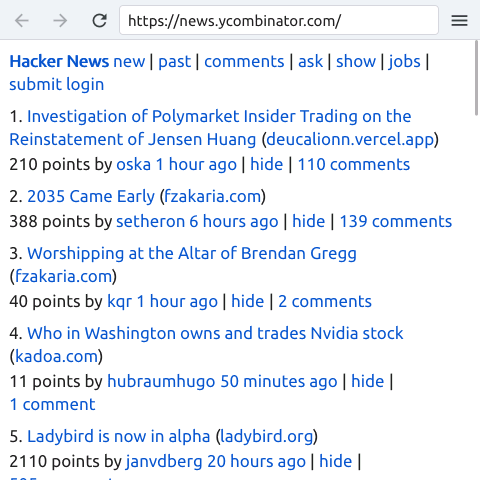 https://news.ycombinator.com/
Hacker News new | past | comments | ask | show | jobs |
submit login
1. Investigation of Polymarket Insider Trading on the
Reinstatement of Jensen Huang (deucalionn.vercel.app)
210 points by oska 1 hour ago | hide | 110 comments
2. 2035 Came Early (fzakaria.com)
388 points by setheron 6 hours ago | hide | 139 comments
3. Worshipping at the Altar of Brendan Gregg
(fzakaria.com)
40 points by kqr 1 hour ago | hide | 2 comments
4. Who in Washington owns and trades Nvidia stock
(kadoa.com)
11 points by hubraumhugo 50 minutes ago | hide |
1 comment
5. Ladybird is now in alpha (ladybird.org)
2110 points by janvdberg 20 hours ago | hide |